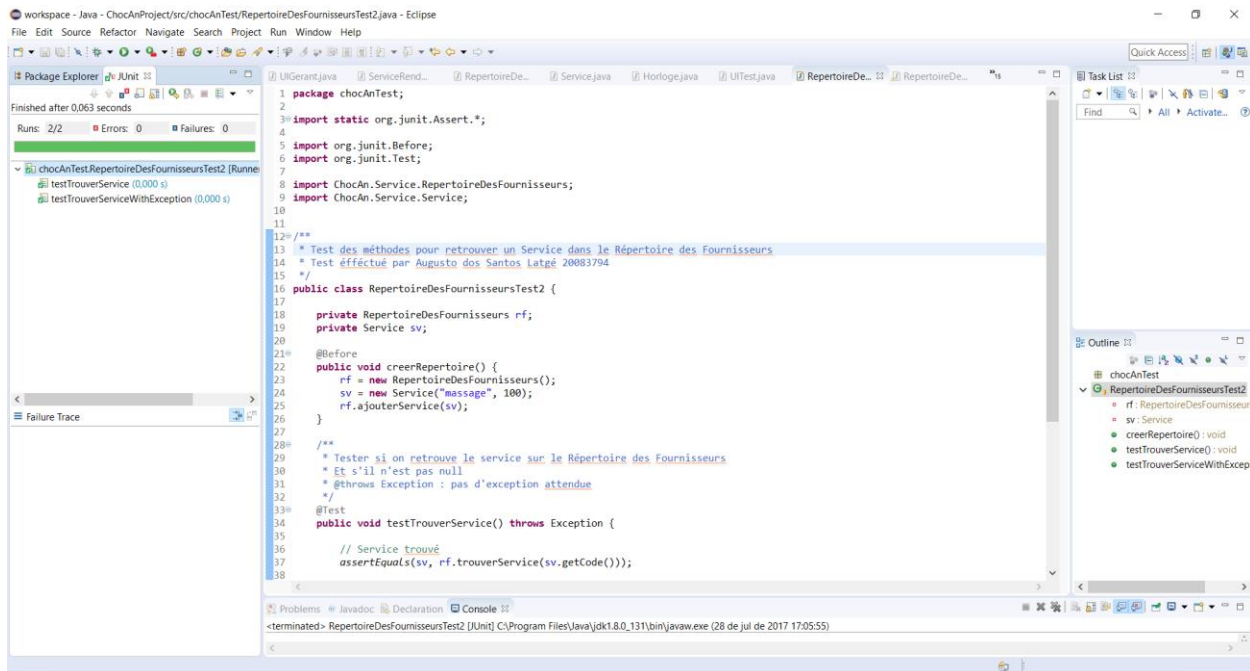 workspace - Java - ChocAnProject/src/chocAnTest/RepertoireDesFournisseursTest2.java - Eclipse
File Edit Source Refactor Navigate Search Project Run Window Help
Quick Access
Package Explorer JUnit
Finished after 0,063 seconds
Runs: 2/2 Errors: 0 Failures: 0
chocAnTest.RepertoireDesFournisseursTest2 [Runne
testTrouverService (0,000 s)
testTrouverServiceWithException (0,000 s)
Failure Trace
UIGerant.java ServiceRend... RepertoireDe... Service.java Horloge.java UITest.java RepertoireDe... RepertoireDe... 15
1 package chocAnTest;
2
3 import static org.junit.Assert.*;
4
5 import org.junit.Before;
6 import org.junit.Test;
7
8 import ChocAn.Service.RepertoireDesFournisseurs;
9 import ChocAn.Service.Service;
10
11
12 /**
13 * Test des méthodes pour retrouver un Service dans le Répertoire des Fournisseurs
14 * Test éfféctué par Augusto dos Santos Latgé 20083794
15 */
16 public class RepertoireDesFournisseursTest2 {
17
18 private RepertoireDesFournisseurs rf;
19 private Service sv;
20
21 @Before
22 public void creerRepertoire() {
23 rf = new RepertoireDesFournisseurs();
24 sv = new Service("massage", 100);
25 rf.ajouterService(sv);
26 }
27
28 /**
29 * Tester si on retrouve le service sur le Répertoire des Fournisseurs
30 * Et s'il n'est pas null
31 * @throws Exception : pas d'exception attendue
32 */
33 @Test
34 public void testTrouverService() throws Exception {
35
36 // Service trouvé
37 assertEquals(sv, rf.trouverService(sv.getCode()));
38
Task List
Find All Activate...
Outline
chocAnTest
RepertoireDesFournisseursTest2
rf : RepertoireDesFournisseur
sv : Service
creerRepertoire() : void
testTrouverService() : void
testTrouverServiceWithExcep
Problems Javadoc Declaration Console
<terminated> RepertoireDesFournisseursTest2 [JUnit] C:\Program Files\Java\jdk1.8.0_131\bin\javaw.exe (28 de jul de 2017 17:05:55)